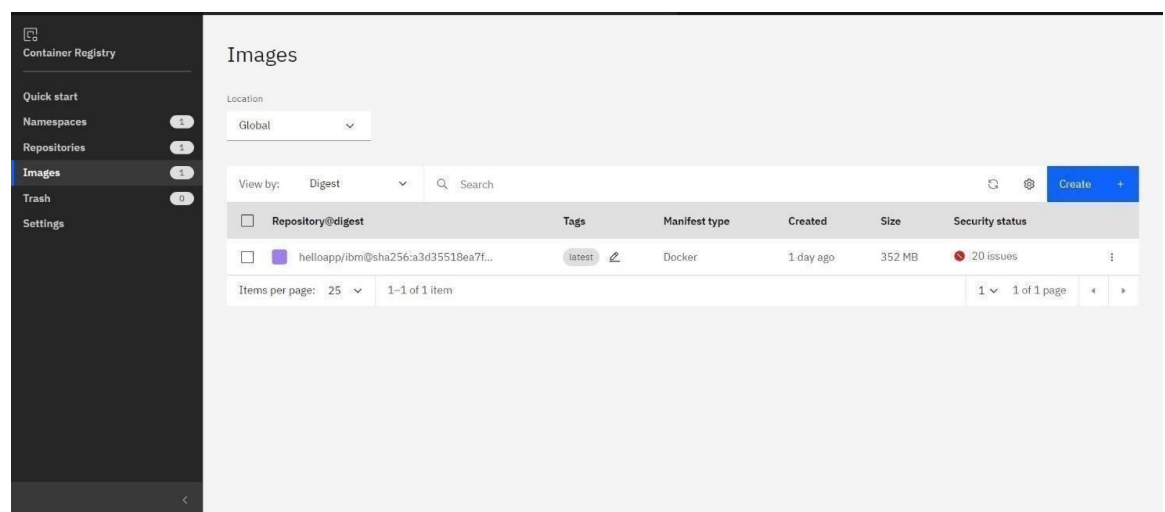 Container Registry
Quick start
Namespaces 1
Repositories 1
Images 1
Trash 0
Settings
Images
Location
Global
View by: Digest Search Create +
Repository@digest Tags Manifest type Created Size Security status
helloapp/ibm@sha256:a3d35518ea7f... latest Docker 1 day ago 352 MB 20 issues
Items per page: 25 1–1 of 1 item 1 1 of 1 page